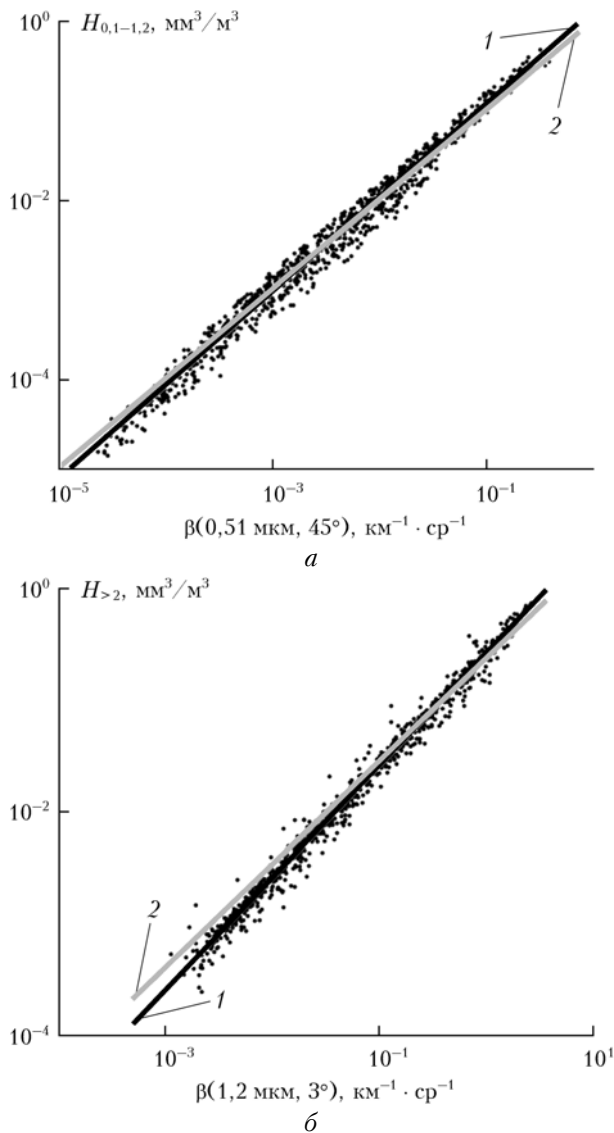 10⁰
H₀,₁₋₁,₂, мм³/м³
1
2
10⁻²
10⁻⁴
10⁻⁵
10⁻³
10⁻¹
β(0,51 мкм, 45°), км⁻¹ · ср⁻¹
а
10⁰
H>₂, мм³/м³
10⁻²
2
1
10⁻⁴
10⁻³
10⁻¹
10¹
β(1,2 мкм, 3°), км⁻¹ · ср⁻¹
б